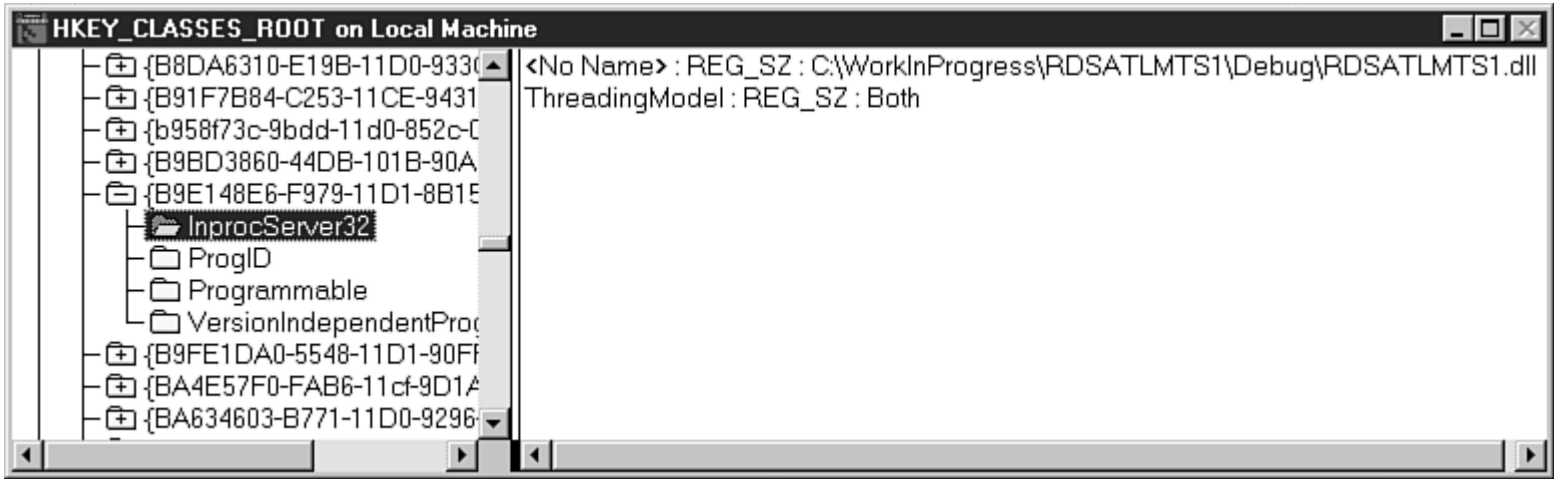 HKEY_CLASSES_ROOT on Local Machine
{B8DA6310-E19B-11D0-933
{B91F7B84-C253-11CE-9431
{b958f73c-9bdd-11d0-852c-
{B9BD3860-44DB-101B-90A
{B9E148E6-F979-11D1-8B15
InprocServer32
ProgID
Programmable
VersionIndependentProg
{B9FE1DA0-5548-11D1-90FF
{BA4E57F0-FAB6-11cf-9D1A
{BA634603-B771-11D0-9296-
<No Name> : REG_SZ : C:\WorkInProgress\RDSATLMTS1\Debug\RDSATLMTS1.dll
ThreadingModel : REG_SZ : Both